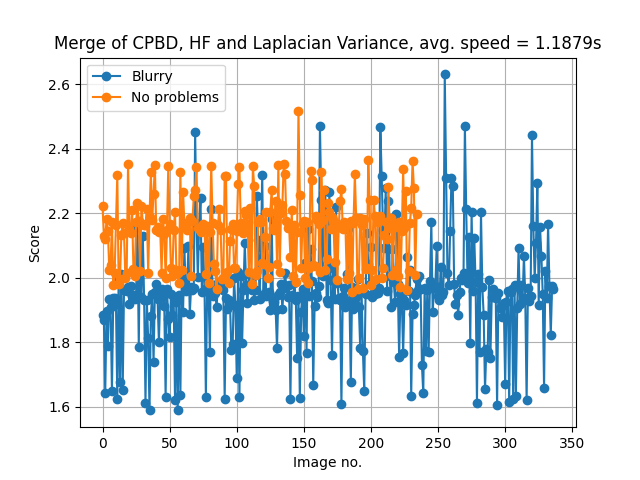 Merge of CPBD, HF and Laplacian Variance, avg. speed = 1.1879s
Blurry
No problems
2.6
2.4
2.2
2.0
1.8
1.6
Score
0 50 100 150 200 250 300 350
Image no.